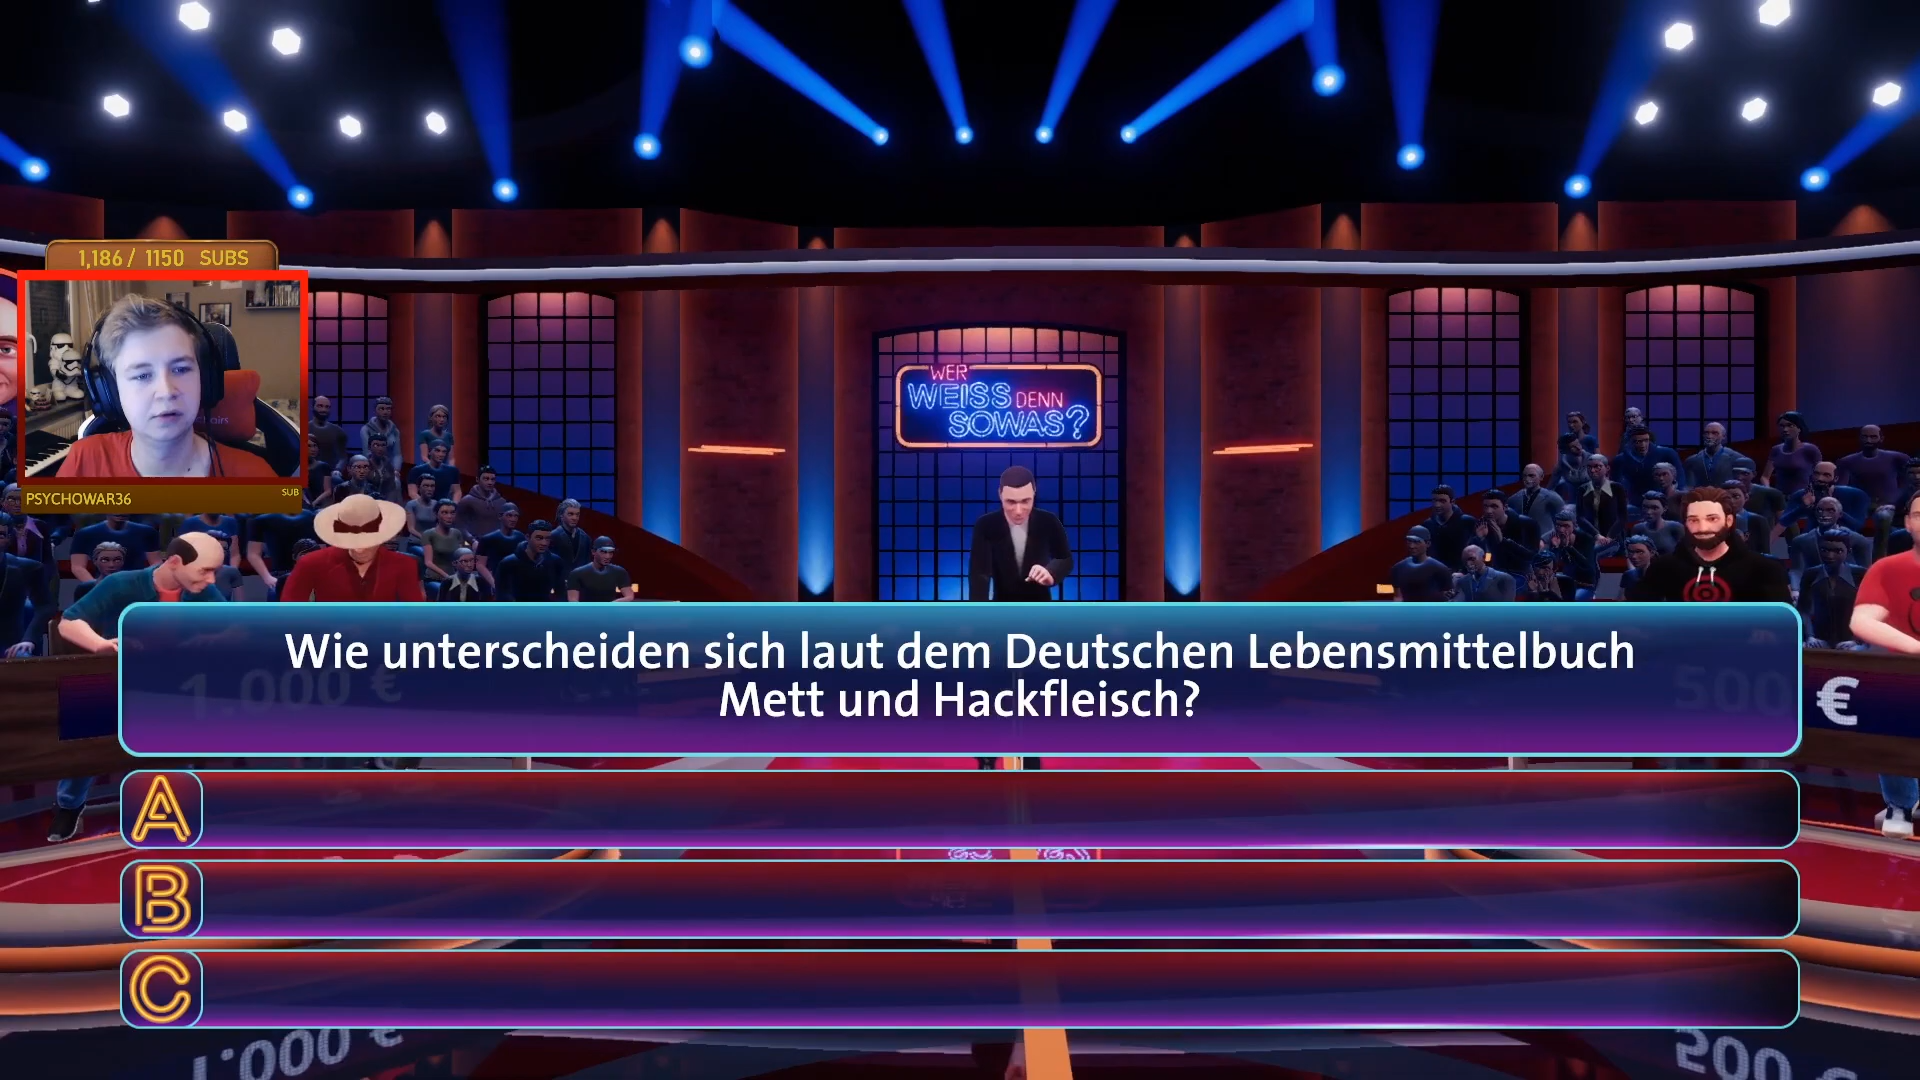 1,186 / 1150 SUBS
PSYCHOWAR36
SUB
WER
WEISS DENN
SOWAS?
Wie unterscheiden sich laut dem Deutschen Lebensmittelbuch
Mett und Hackfleisch?
1.000 €
500 €
A
B
C
1.000 €
500 €